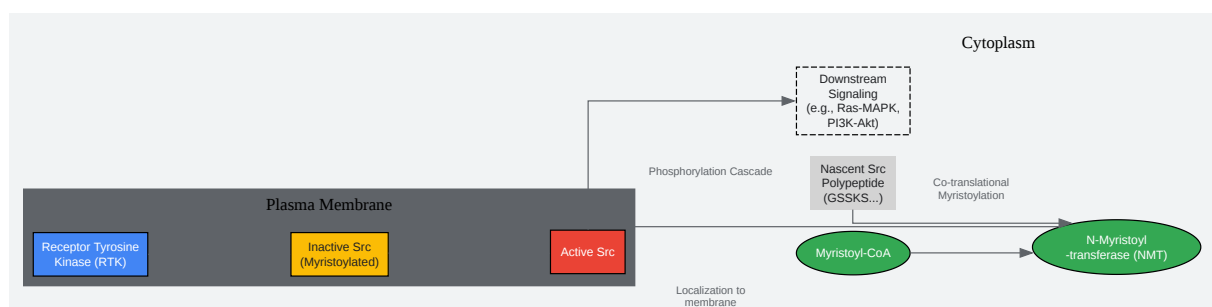 Cytoplasm
Downstream
Signaling
(e.g., Ras-MAPK,
PI3K-Akt)
Phosphorylation Cascade
Nascent Src
Polypeptide
(GSSKS...)
Co-translational
Myristoylation
Plasma Membrane
Receptor Tyrosine
Kinase (RTK)
Inactive Src
(Myristoylated)
Active Src
Myristoyl-CoA
N-Myristoyl
-transferase (NMT)
Localization to
membrane